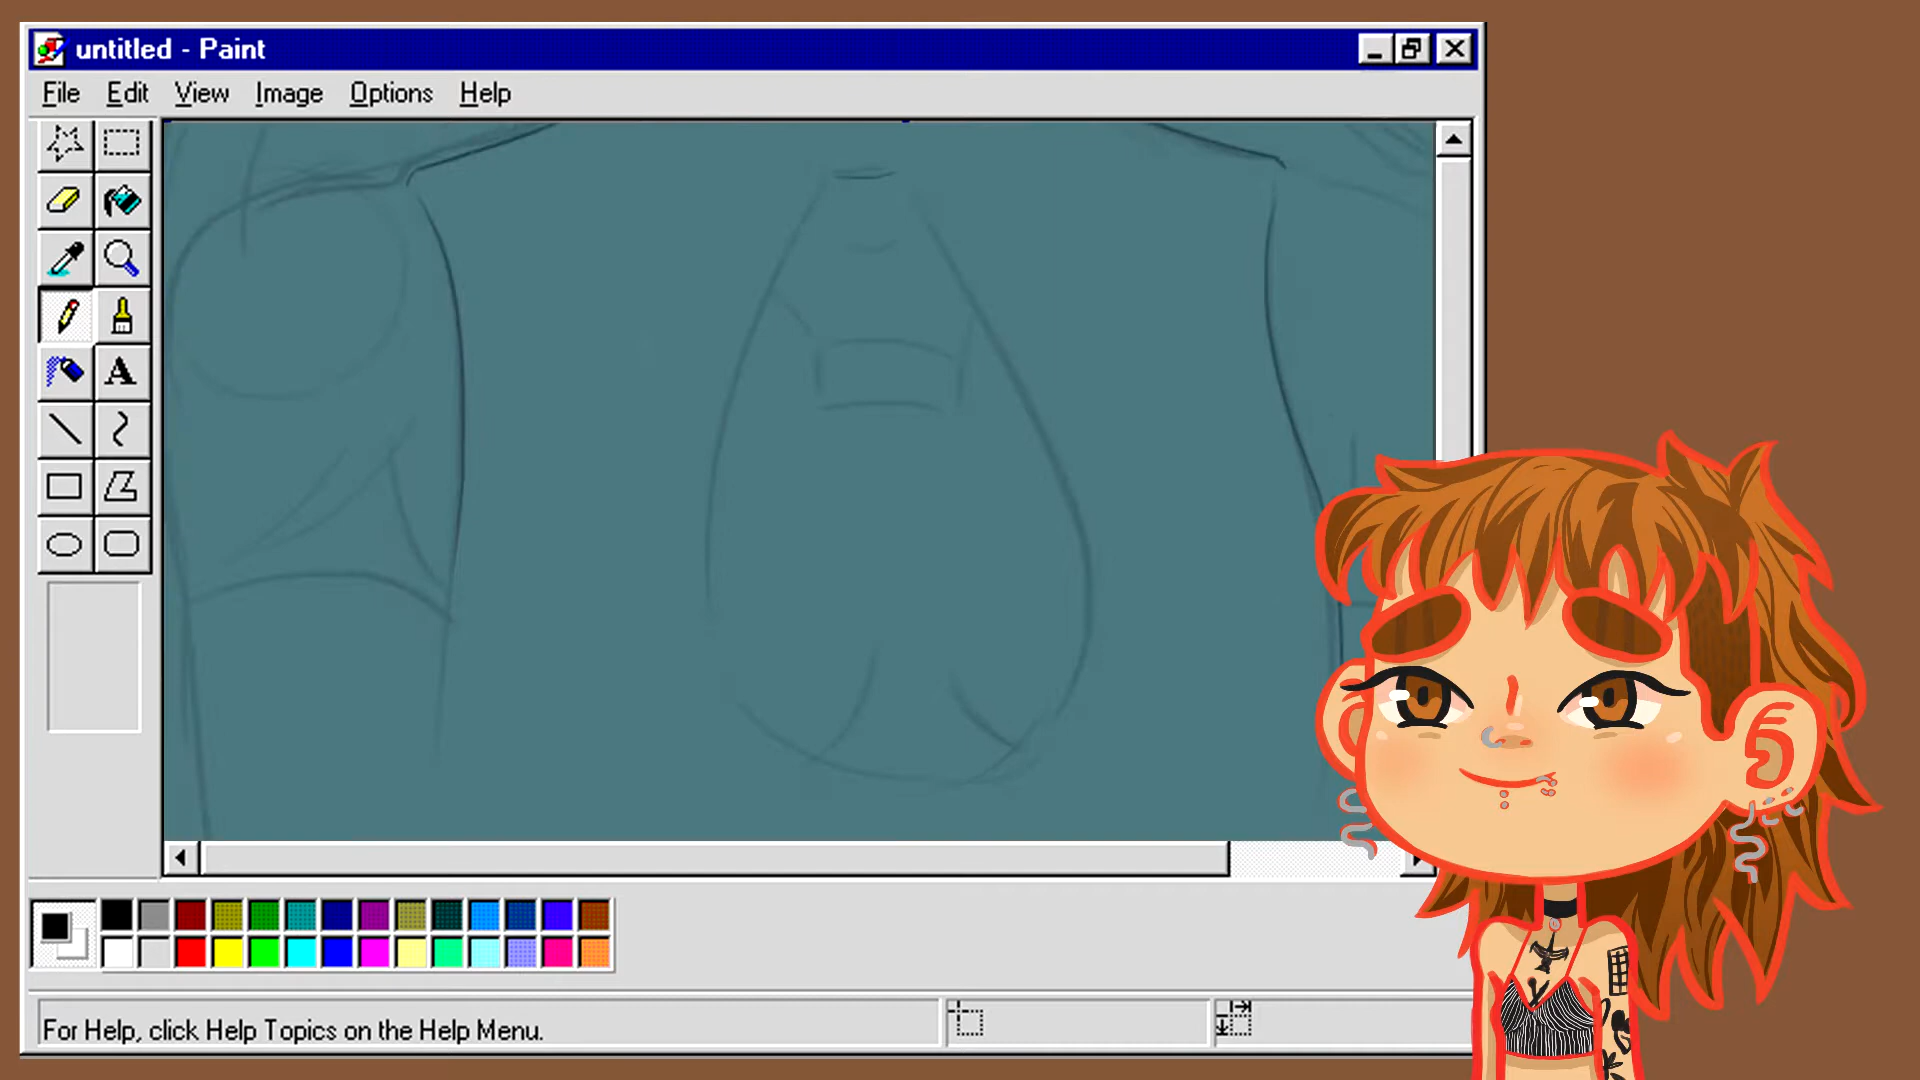 untitled - Paint
File Edit View Image Options Help
A
For Help, click Help Topics on the Help Menu.